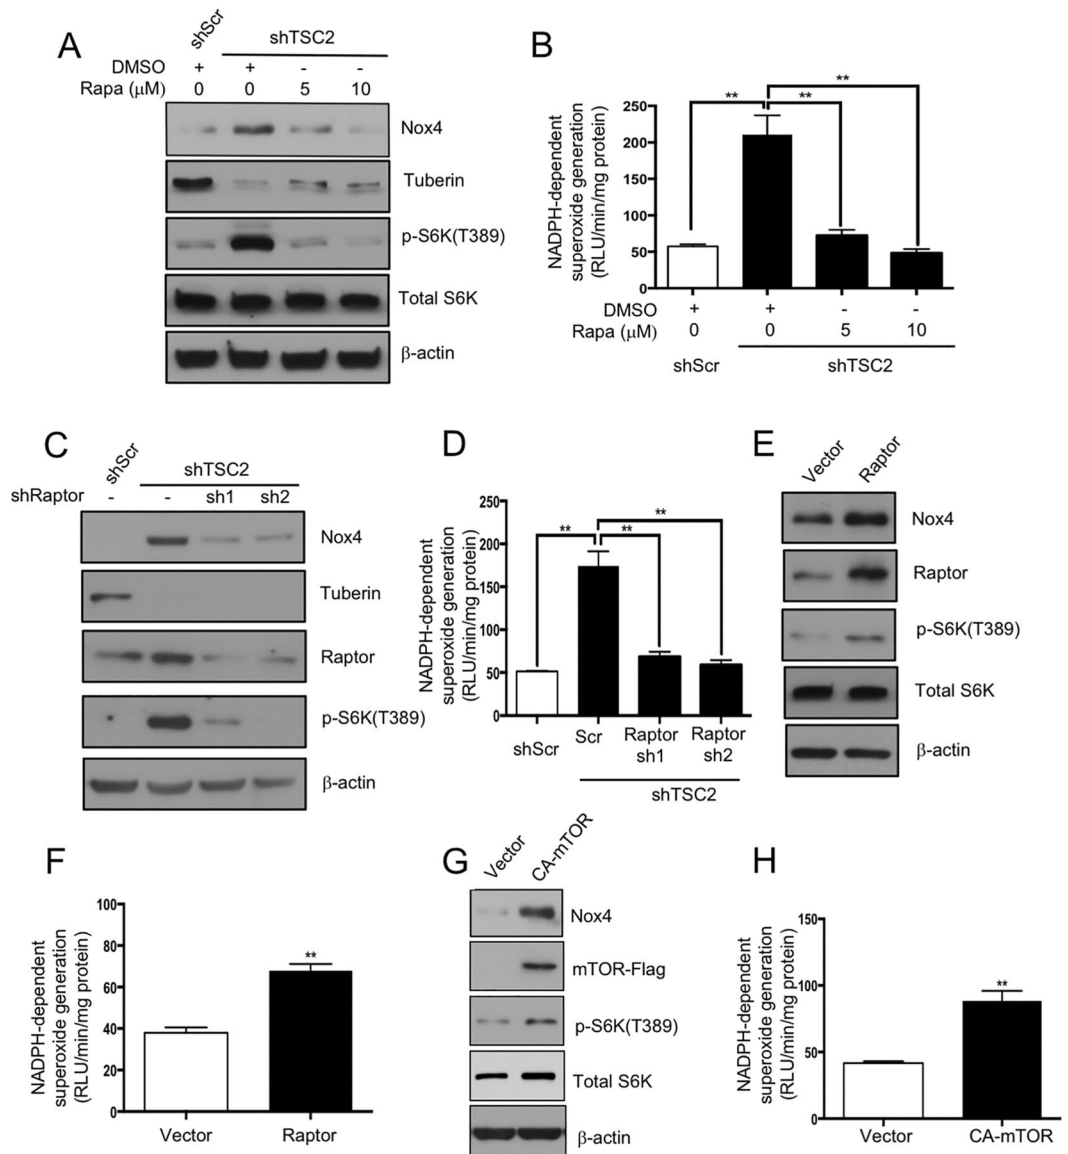 A
shScr
shTSC2
DMSO + + - -
Rapa (μM) 0 0 5 10
Nox4
Tuberin
p-S6K(T389)
Total S6K
β-actin
B
NADPH-dependent
superoxide generation
(RLU/min/mg protein)
250
200
150
100
50
0
** ** **
DMSO + + - -
Rapa (μM) 0 0 5 10
shScr
shTSC2
C
shScr
shTSC2
shRaptor - - sh1 sh2
Nox4
Tuberin
Raptor
p-S6K(T389)
β-actin
D
NADPH-dependent
superoxide generation
(RLU/min/mg protein)
250
200
150
100
50
0
** ** **
shScr
Scr
Raptor
sh1
Raptor
sh2
shTSC2
E
Vector
Raptor
Nox4
Raptor
p-S6K(T389)
Total S6K
β-actin
F
NADPH-dependent
superoxide generation
(RLU/min/mg protein)
100
80
60
40
20
0
**
Vector
Raptor
G
Vector
CA-mTOR
Nox4
mTOR-Flag
p-S6K(T389)
Total S6K
β-actin
H
NADPH-dependent
superoxide generation
(RLU/min/mg protein)
150
100
50
0
**
Vector
CA-mTOR